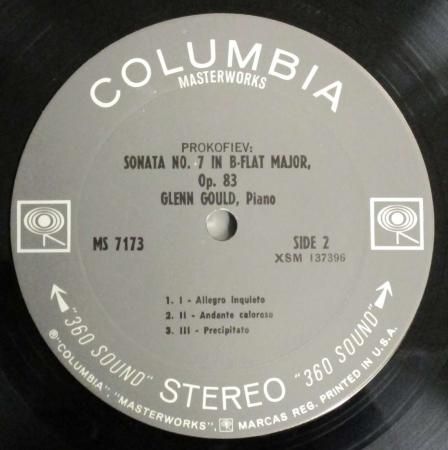 COLUMBIA
MASTERWORKS
PROKOFIEV:
SONATA NO. 7 IN B-FLAT MAJOR,
Op. 83
GLENN GOULD, Piano
MS 7173
SIDE 2
XSM 137396
1. I - Allegro inquieto
2. II - Andante caloroso
3. III - Precipitato
"360 SOUND" STEREO "360 SOUND"
®"COLUMBIA", "MASTERWORKS", MARCAS REG. PRINTED IN U.S.A.